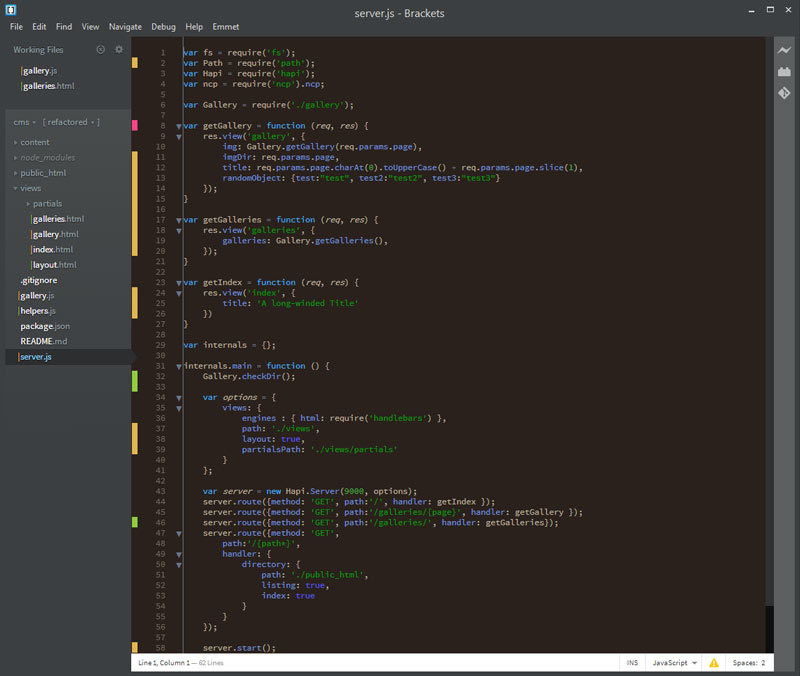 server.js - Brackets
File Edit Find View Navigate Debug Help Emmet
Working Files
gallery.js
galleries.html
cms [ refactored ]
content
node_modules
public_html
views
partials
galleries.html
gallery.html
index.html
layout.html
.gitignore
gallery.js
helpers.js
package.json
README.md
server.js
1 var fs = require('fs');
2 var Path = require('path');
3 var Hapi = require('hapi');
4 var ncp = require('ncp').ncp;
5
6 var Gallery = require('./gallery');
7
8 var getGallery = function (req, res) {
9 res.view('gallery', {
10 img: Gallery.getGallery(req.params.page),
11 imgDir: req.params.page,
12 title: req.params.page.charAt(0).toUpperCase() + req.params.page.slice(1),
13 randomObject: {test:"test", test2:"test2", test3:"test3"}
14 });
15 }
16
17 var getGalleries = function (req, res) {
18 res.view('galleries', {
19 galleries: Gallery.getGalleries(),
20 });
21 }
22
23 var getIndex = function (req, res) {
24 res.view('index', {
25 title: 'A long-winded Title'
26 })
27 }
28
29 var internals = {};
30
31 internals.main = function () {
32 Gallery.checkDir();
33
34 var options = {
35 views: {
36 engines : { html: require('handlebars') },
37 path: './views',
38 layout: true,
39 partialsPath: './views/partials'
40 }
41 };
42
43 var server = new Hapi.Server(9000, options);
44 server.route({method: 'GET', path:'/', handler: getIndex });
45 server.route({method: 'GET', path:'/galleries/{page}', handler: getGallery });
46 server.route({method: 'GET', path:'/galleries/', handler: getGalleries});
47 server.route({method: 'GET',
48 path:'/{path*}',
49 handler: {
50 directory: {
51 path: './public_html',
52 listing: true,
53 index: true
54 }
55 }
56 });
57
58 server.start();
Line 1, Column 1 — 62 Lines
INS JavaScript Spaces: 2